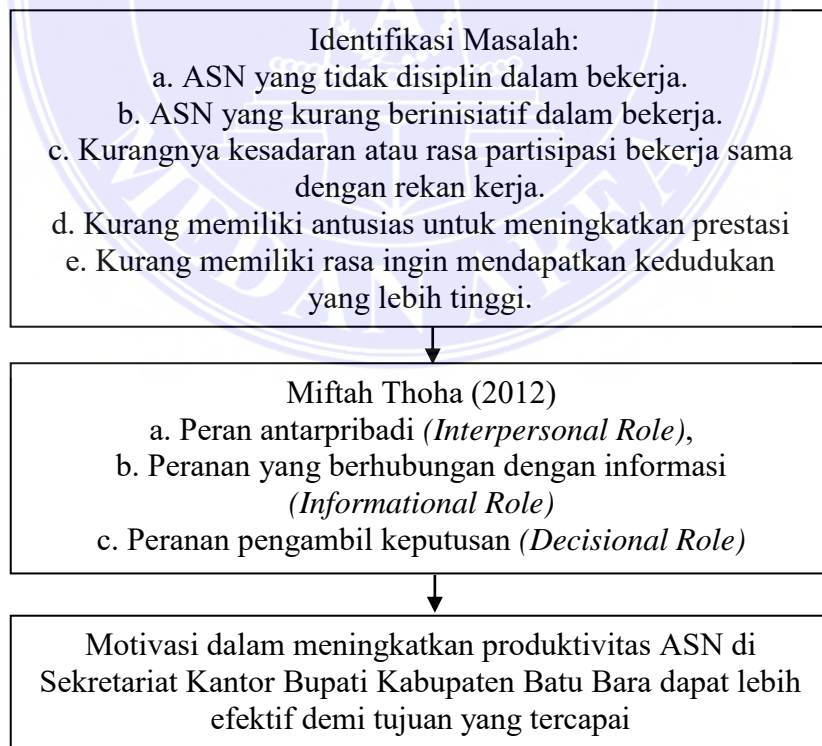 Identifikasi Masalah:
a. ASN yang tidak disiplin dalam bekerja.
b. ASN yang kurang berinisiatif dalam bekerja.
c. Kurangnya kesadaran atau rasa partisipasi bekerja sama
dengan rekan kerja.
d. Kurang memiliki antusias untuk meningkatkan prestasi
e. Kurang memiliki rasa ingin mendapatkan kedudukan
yang lebih tinggi.
Miftah Thoha (2012)
a. Peran antarpribadi (Interpersonal Role),
b. Peranan yang berhubungan dengan informasi
(Informational Role)
c. Peranan pengambil keputusan (Decisional Role)
Motivasi dalam meningkatkan produktivitas ASN di
Sekretariat Kantor Bupati Kabupaten Batu Bara dapat lebih
efektif demi tujuan yang tercapai
MEDAN AREA